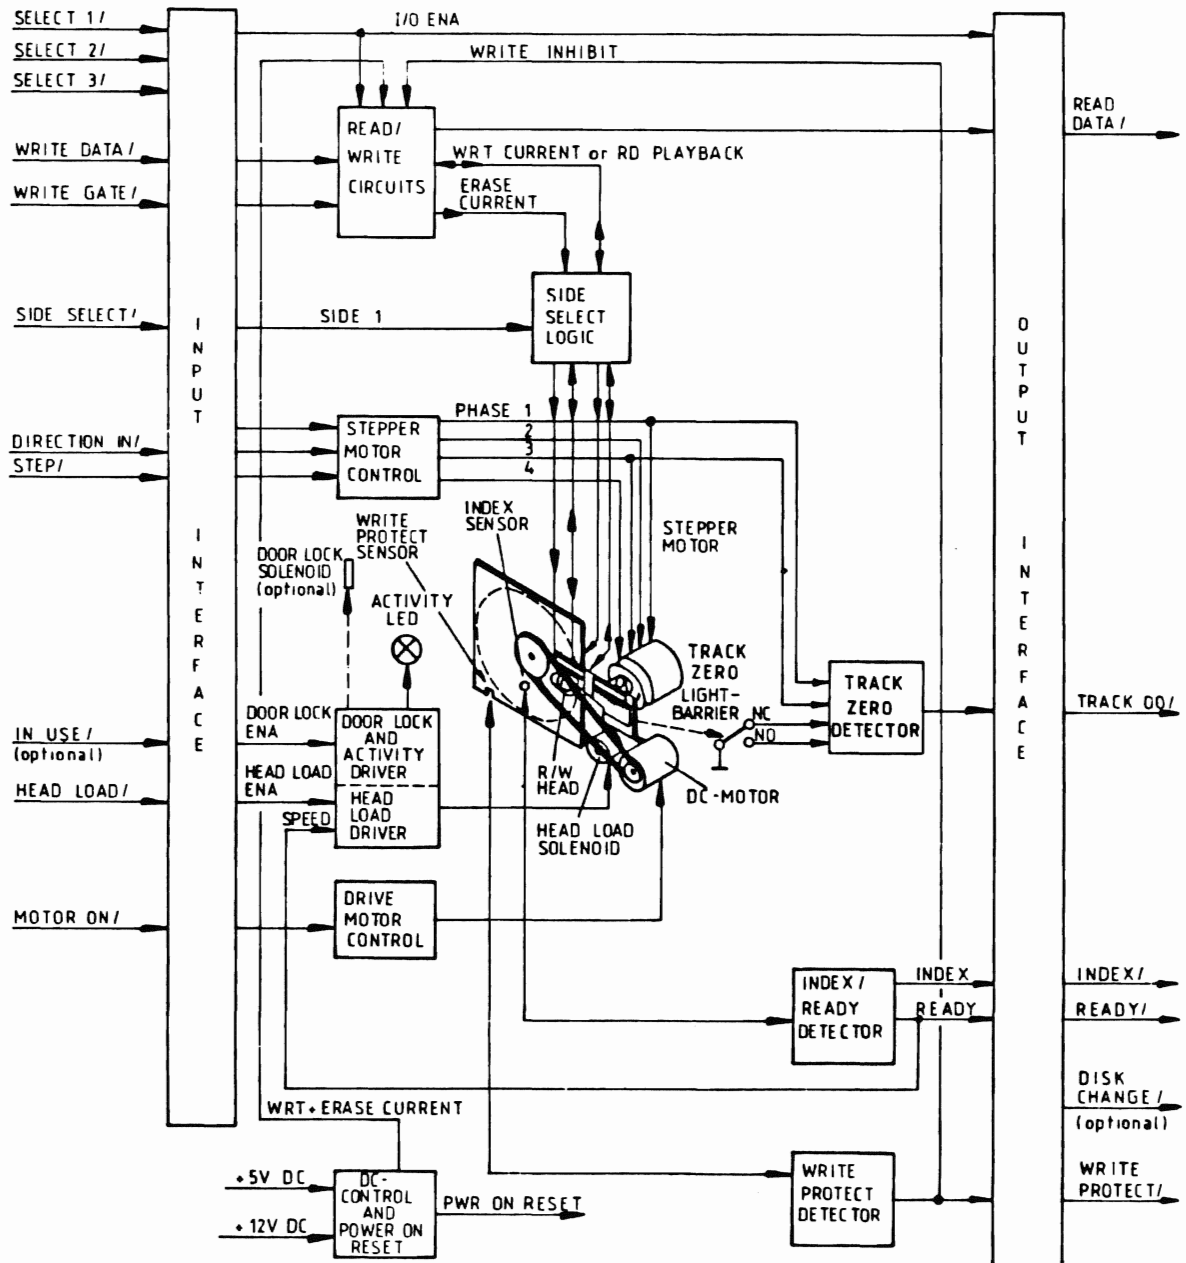 SELECT 1/
SELECT 2/
SELECT 3/
WRITE DATA/
WRITE GATE/
SIDE SELECT/
DIRECTION IN/
STEP/
IN USE/
(optional)
HEAD LOAD/
MOTOR ON/
INPUT INTERFACE
I/O ENA
WRITE INHIBIT
READ/
WRITE
CIRCUITS
WRT CURRENT or RD PLAYBACK
ERASE
CURRENT
SIDE
SELECT
LOGIC
SIDE 1
STEPPER
MOTOR
CONTROL
PHASE 1
2
3
4
INDEX
SENSOR
WRITE
PROTECT
SENSOR
DOOR LOCK
SOLENOID
(optional)
ACTIVITY
LED
STEPPER
MOTOR
TRACK
ZERO
LIGHT-
BARRIER
NC
NO
TRACK
ZERO
DETECTOR
DOOR LOCK
ENA
DOOR LOCK
AND
ACTIVITY
DRIVER
HEAD LOAD
ENA
HEAD
LOAD
DRIVER
SPEED
R/W
HEAD
DC-MOTOR
HEAD LOAD
SOLENOID
DRIVE
MOTOR
CONTROL
INDEX/
READY
DETECTOR
INDEX
READY
WRT+ERASE CURRENT
+5V DC
+12V DC
DC-
CONTROL
AND
POWER ON
RESET
PWR ON RESET
WRITE
PROTECT
DETECTOR
OUTPUT INTERFACE
READ
DATA/
TRACK 00/
INDEX/
READY/
DISK
CHANGE/
(optional)
WRITE
PROTECT/